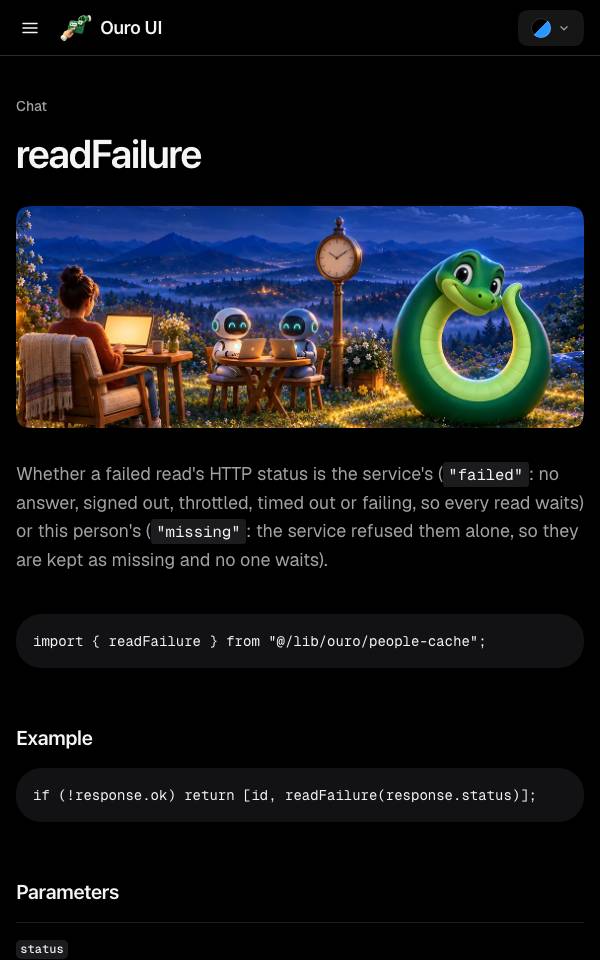 Ouro UI
Chat
readFailure
Whether a failed read's HTTP status is the service's ("failed": no
answer, signed out, throttled, timed out or failing, so every read waits)
or this person's ("missing": the service refused them alone, so they
are kept as missing and no one waits).
import { readFailure } from "@/lib/ouro/people-cache";
Example
if (!response.ok) return [id, readFailure(response.status)];
Parameters
status